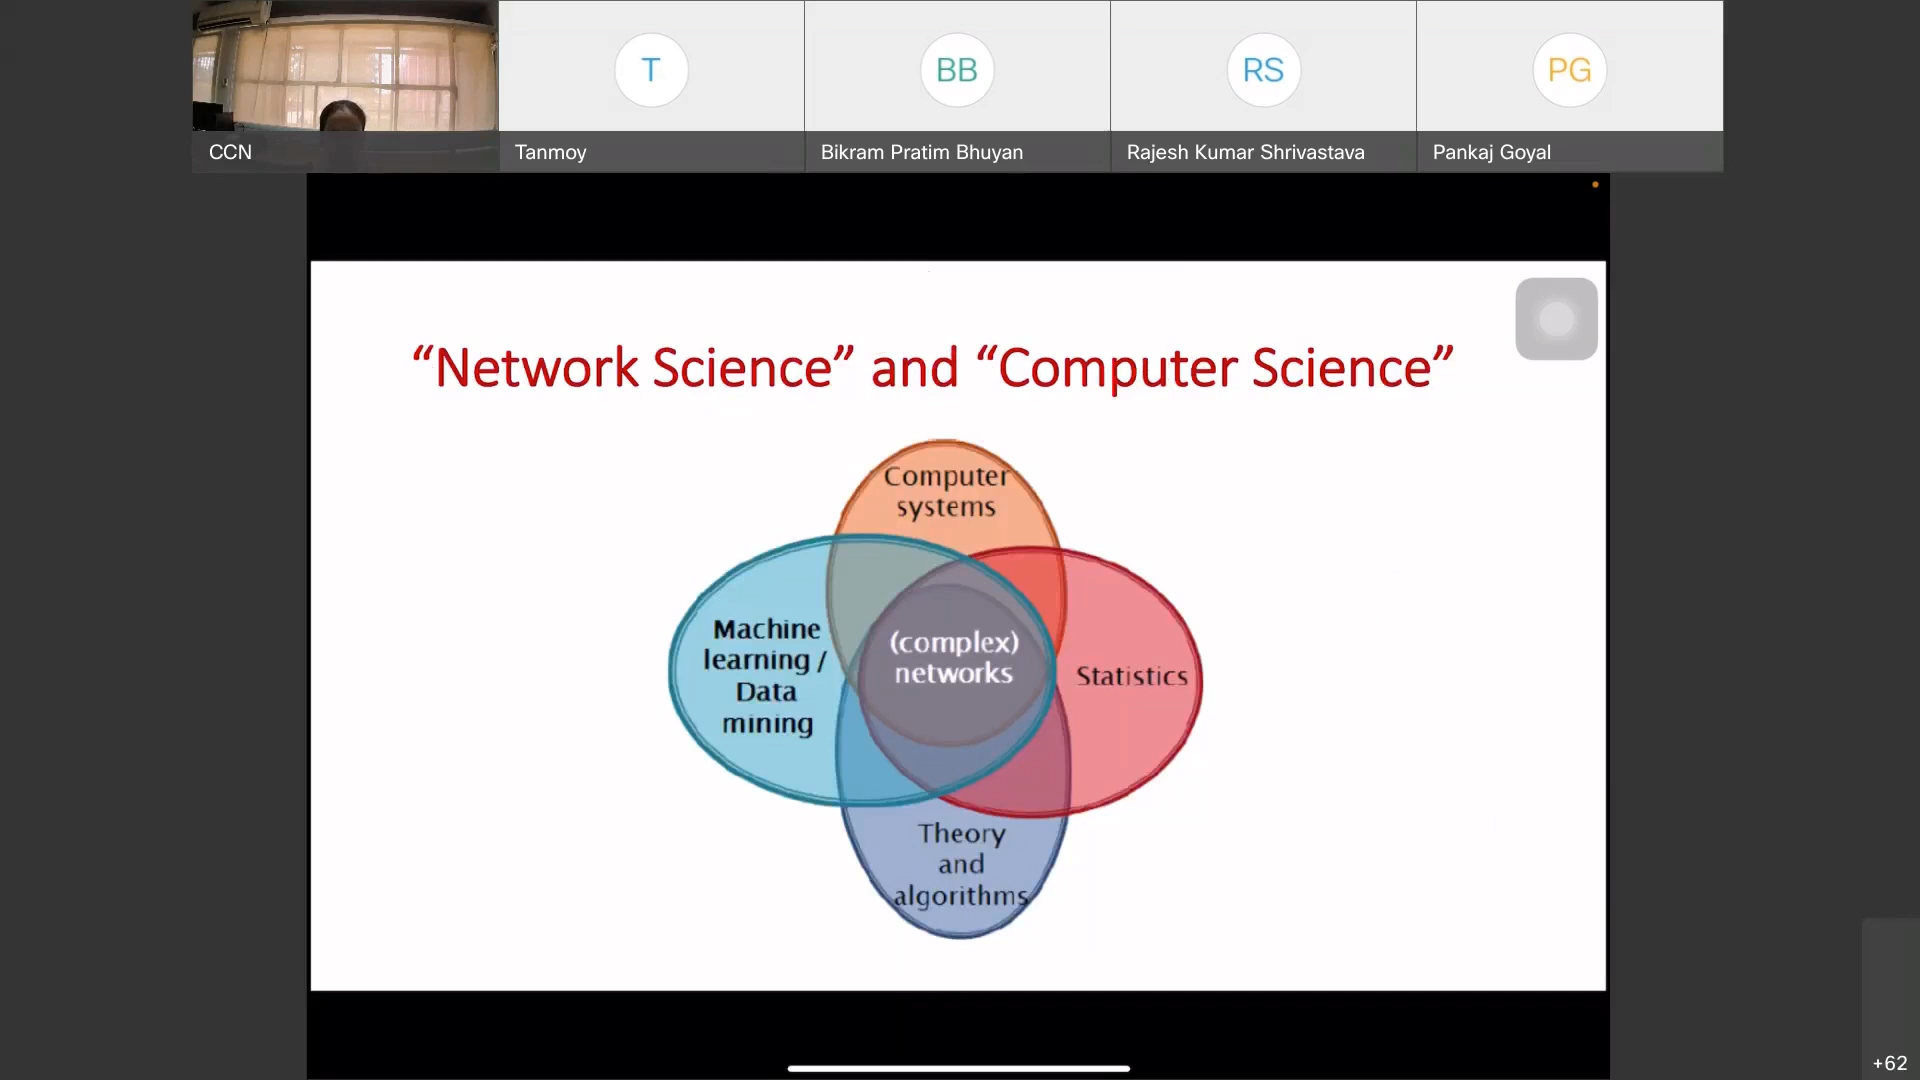 T
BB
RS
PG
CCN
Tanmoy
Bikram Pratim Bhuyan
Rajesh Kumar Shrivastava
Pankaj Goyal
“Network Science” and “Computer Science”
Computer
systems
Machine
learning /
Data
mining
(complex)
networks
Statistics
Theory
and
algorithms
+62